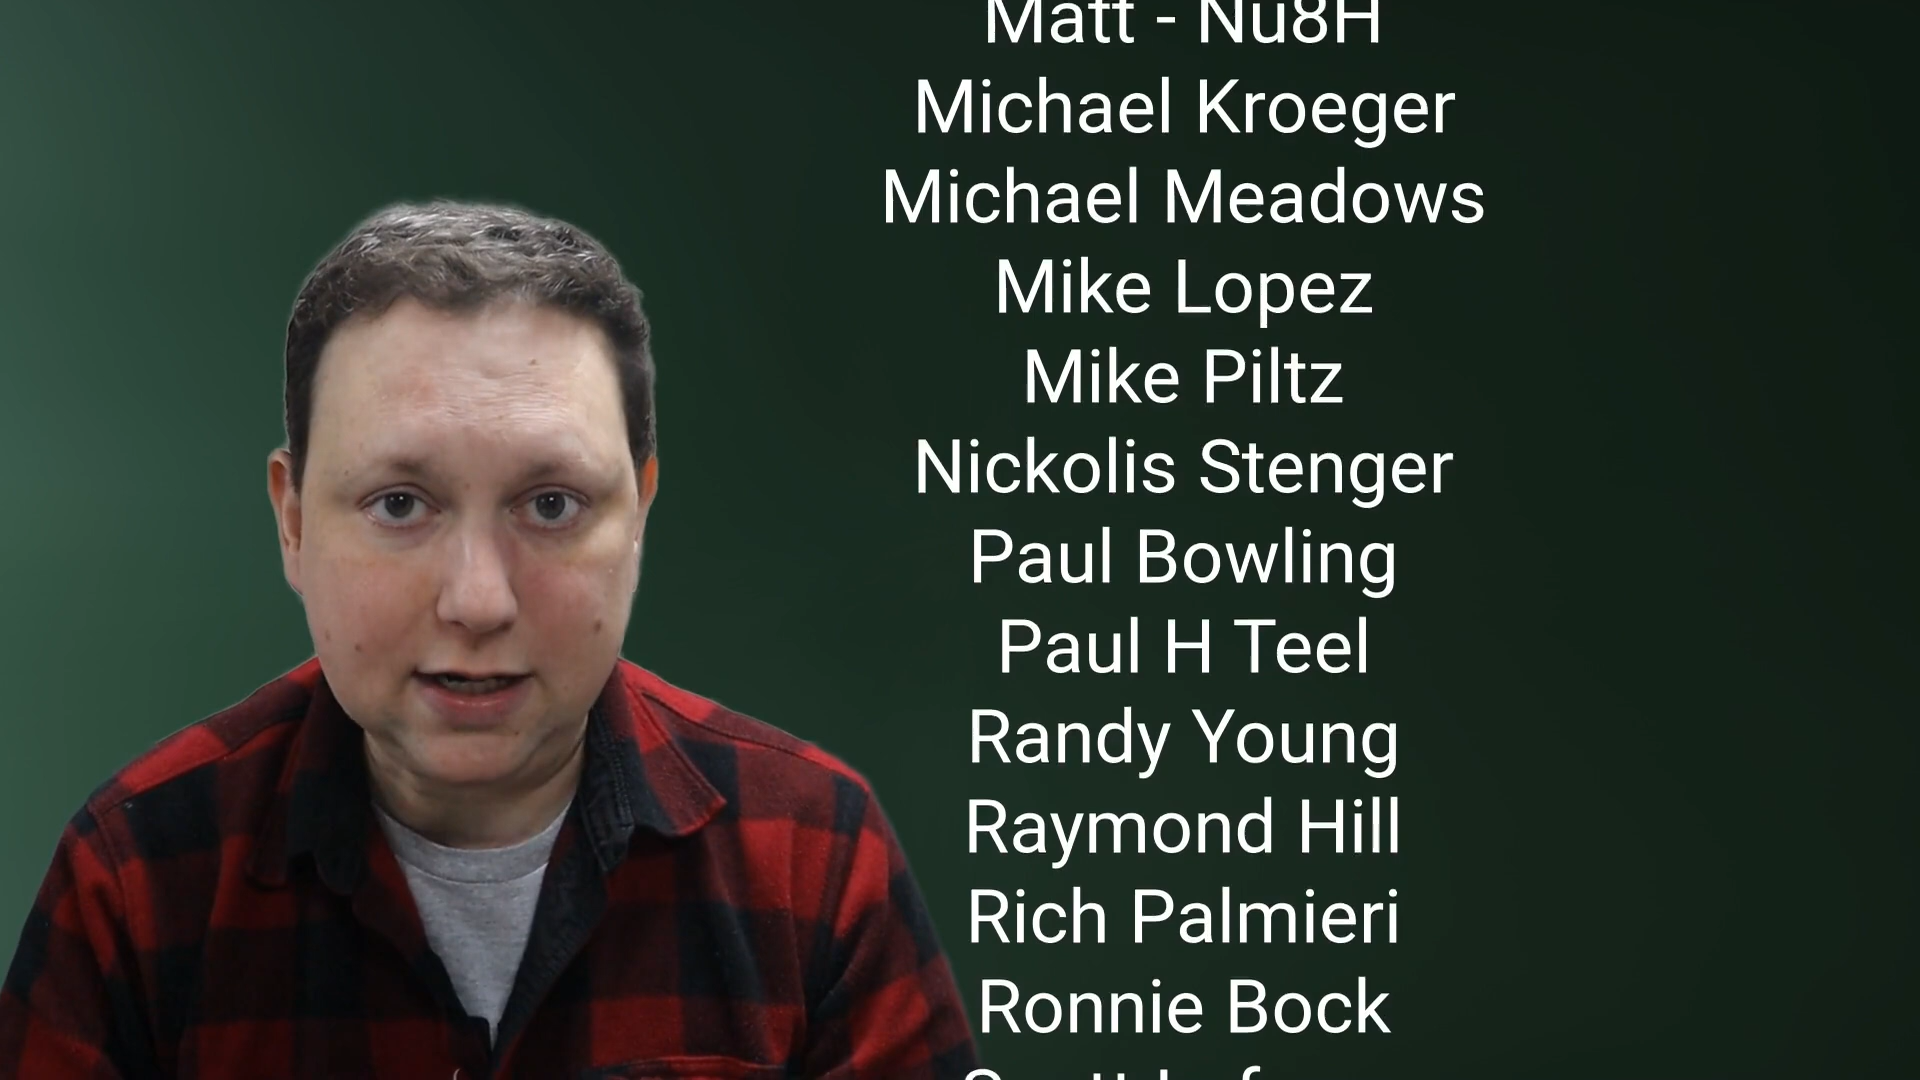 Matt - Nu8H
Michael Kroeger
Michael Meadows
Mike Lopez
Mike Piltz
Nickolis Stenger
Paul Bowling
Paul H Teel
Randy Young
Raymond Hill
Rich Palmieri
Ronnie Bock